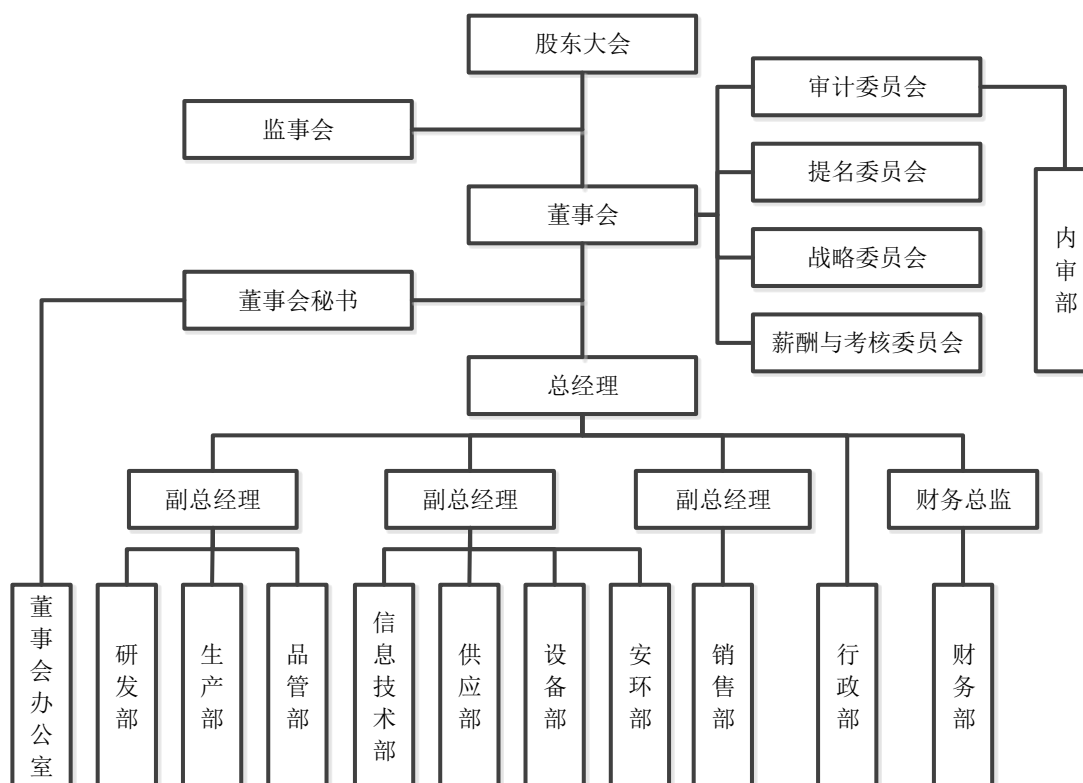 股东大会
审计委员会
监事会
提名委员会
董事会
内审部
战略委员会
董事会秘书
薪酬与考核委员会
总经理
副总经理
副总经理
副总经理
财务总监
董事会办公室
研发部
生产部
品管部
信息技术部
供应部
设备部
安环部
销售部
行政部
财务部